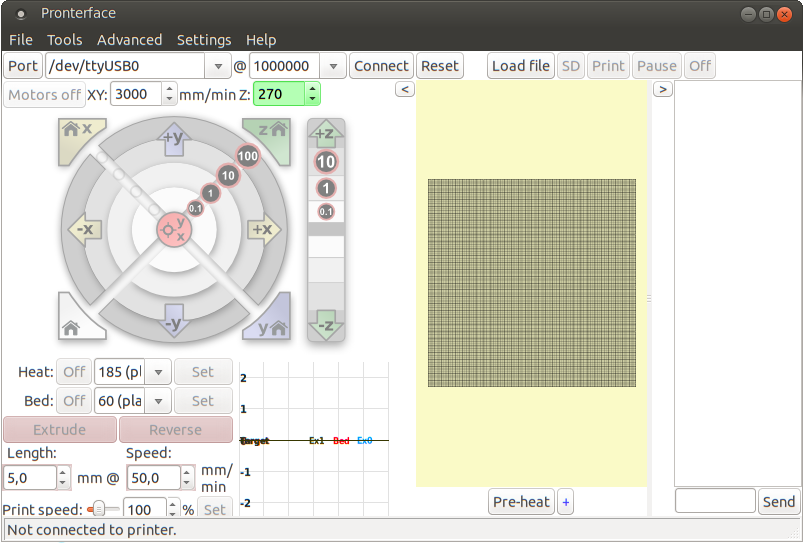 Pronterface
File Tools Advanced Settings Help
Port /dev/ttyUSB0 @ 1000000 Connect Reset Load file SD Print Pause Off
Motors off XY: 3000 mm/min Z: 270 < >
x +y z +z
100 10
10 1
1 0.1
0.1
-x y x +x
-y y -z
Heat: Off 185 (pl Set
Bed: Off 60 (pla Set
Extrude Reverse
Length: Speed:
5,0 mm @ 50,0 mm/
min
Print speed: 100 % Set
2
1
Target Ex1 Bed Ex0
-1
-2
Pre-heat + Send
Not connected to printer.